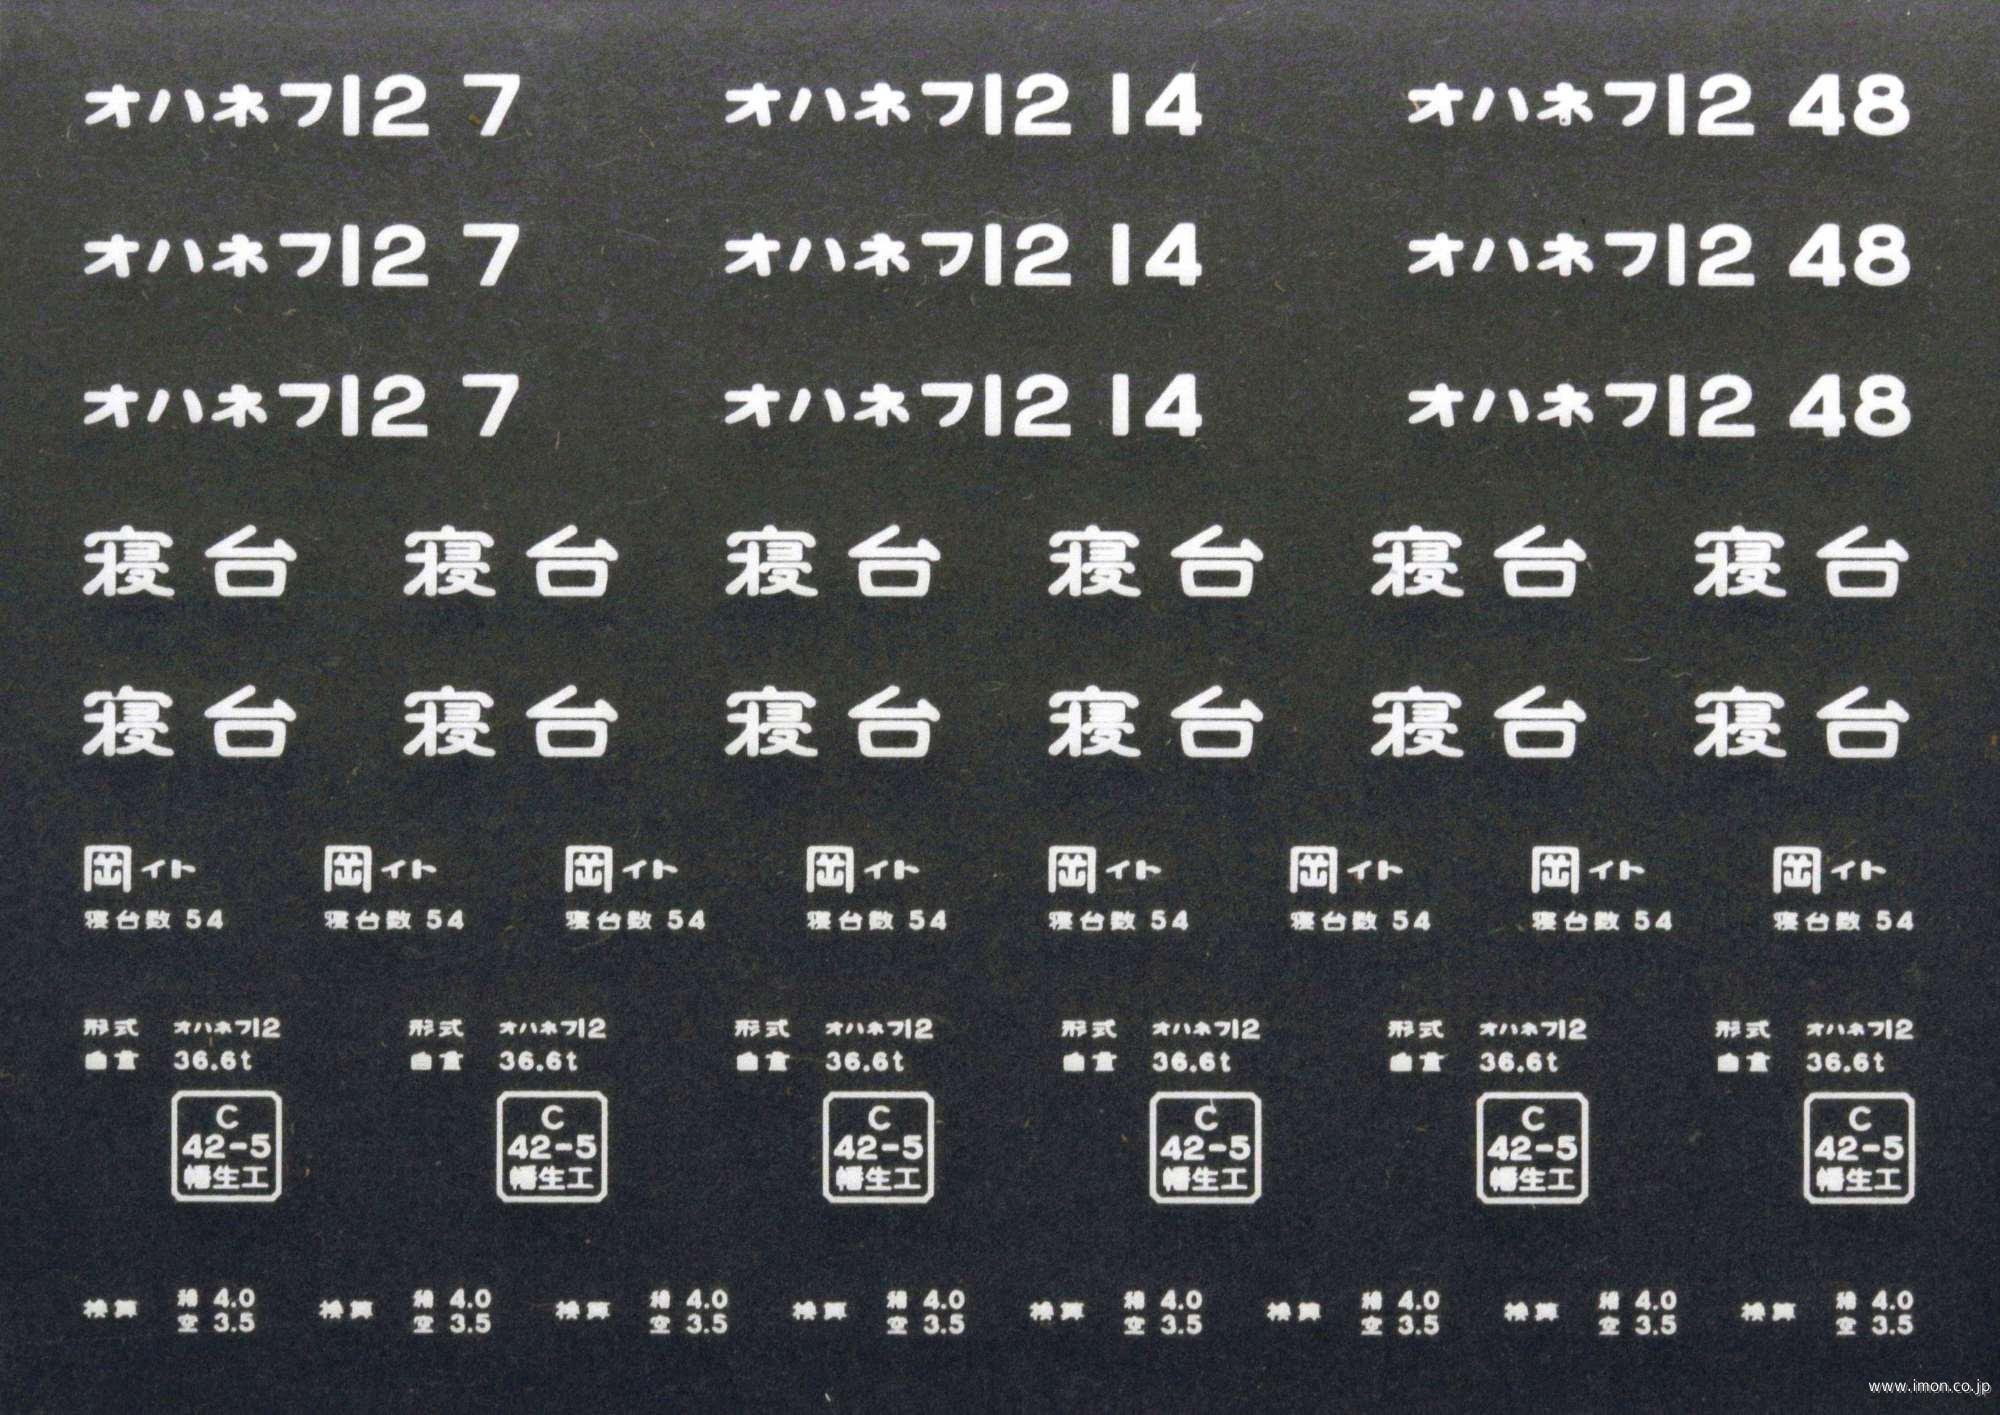 オハネフ12 7 オハネフ12 14 オハネフ12 48
オハネフ12 7 オハネフ12 14 オハネフ12 48
オハネフ12 7 オハネフ12 14 オハネフ12 48
寝台 寝台 寝台 寝台 寝台 寝台
寝台 寝台 寝台 寝台 寝台 寝台
岡イト 岡イト 岡イト 岡イト 岡イト 岡イト 岡イト 岡イト
寝台数 54 寝台数 54 寝台数 54 寝台数 54 寝台数 54 寝台数 54 寝台数 54 寝台数 54
形式 オハネフ12 形式 オハネフ12 形式 オハネフ12 形式 オハネフ12 形式 オハネフ12 形式 オハネフ12
自重 36.6t 自重 36.6t 自重 36.6t 自重 36.6t 自重 36.6t 自重 36.6t
C C C C C C
42-5 42-5 42-5 42-5 42-5 42-5
幡生工 幡生工 幡生工 幡生工 幡生工 幡生工
換算 積 4.0 換算 積 4.0 換算 積 4.0 換算 積 4.0 換算 積 4.0 換算 積 4.0 換算 積 4.0 換算 積 4.0
空 3.5 空 3.5 空 3.5 空 3.5 空 3.5 空 3.5 空 3.5 空 3.5
www.imon.co.jp